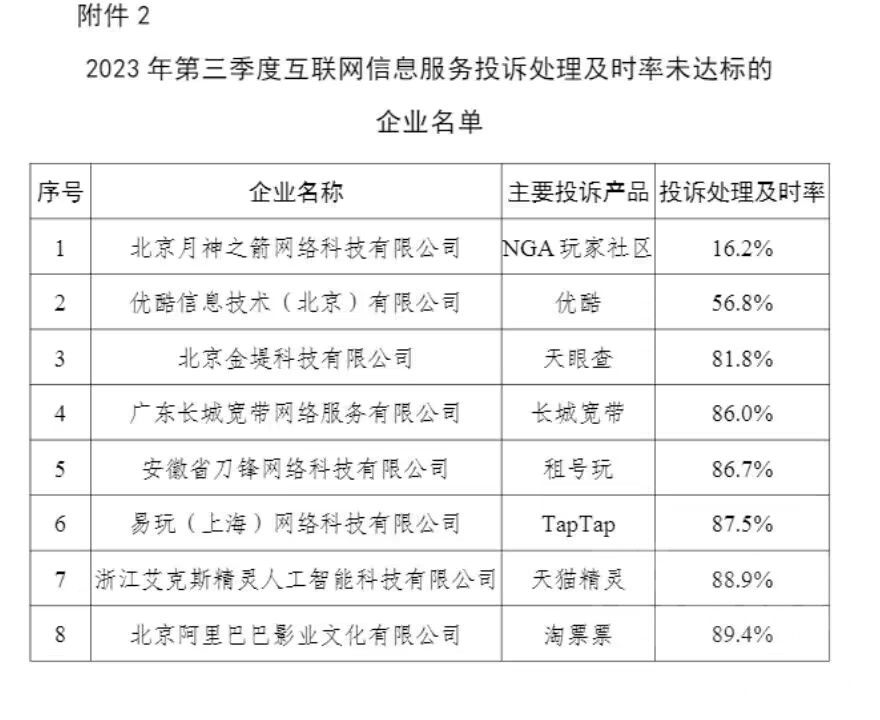 附件 2
2023 年第三季度互联网信息服务投诉处理及时率未达标的
企业名单
序号 企业名称 主要投诉产品 投诉处理及时率
1 北京月神之箭网络科技有限公司 NGA 玩家社区 16.2%
2 优酷信息技术（北京）有限公司 优酷 56.8%
3 北京金堤科技有限公司 天眼查 81.8%
4 广东长城宽带网络服务有限公司 长城宽带 86.0%
5 安徽省刀锋网络科技有限公司 租号玩 86.7%
6 易玩（上海）网络科技有限公司 TapTap 87.5%
7 浙江艾克斯精灵人工智能科技有限公司 天猫精灵 88.9%
8 北京阿里巴巴影业文化有限公司 淘票票 89.4%